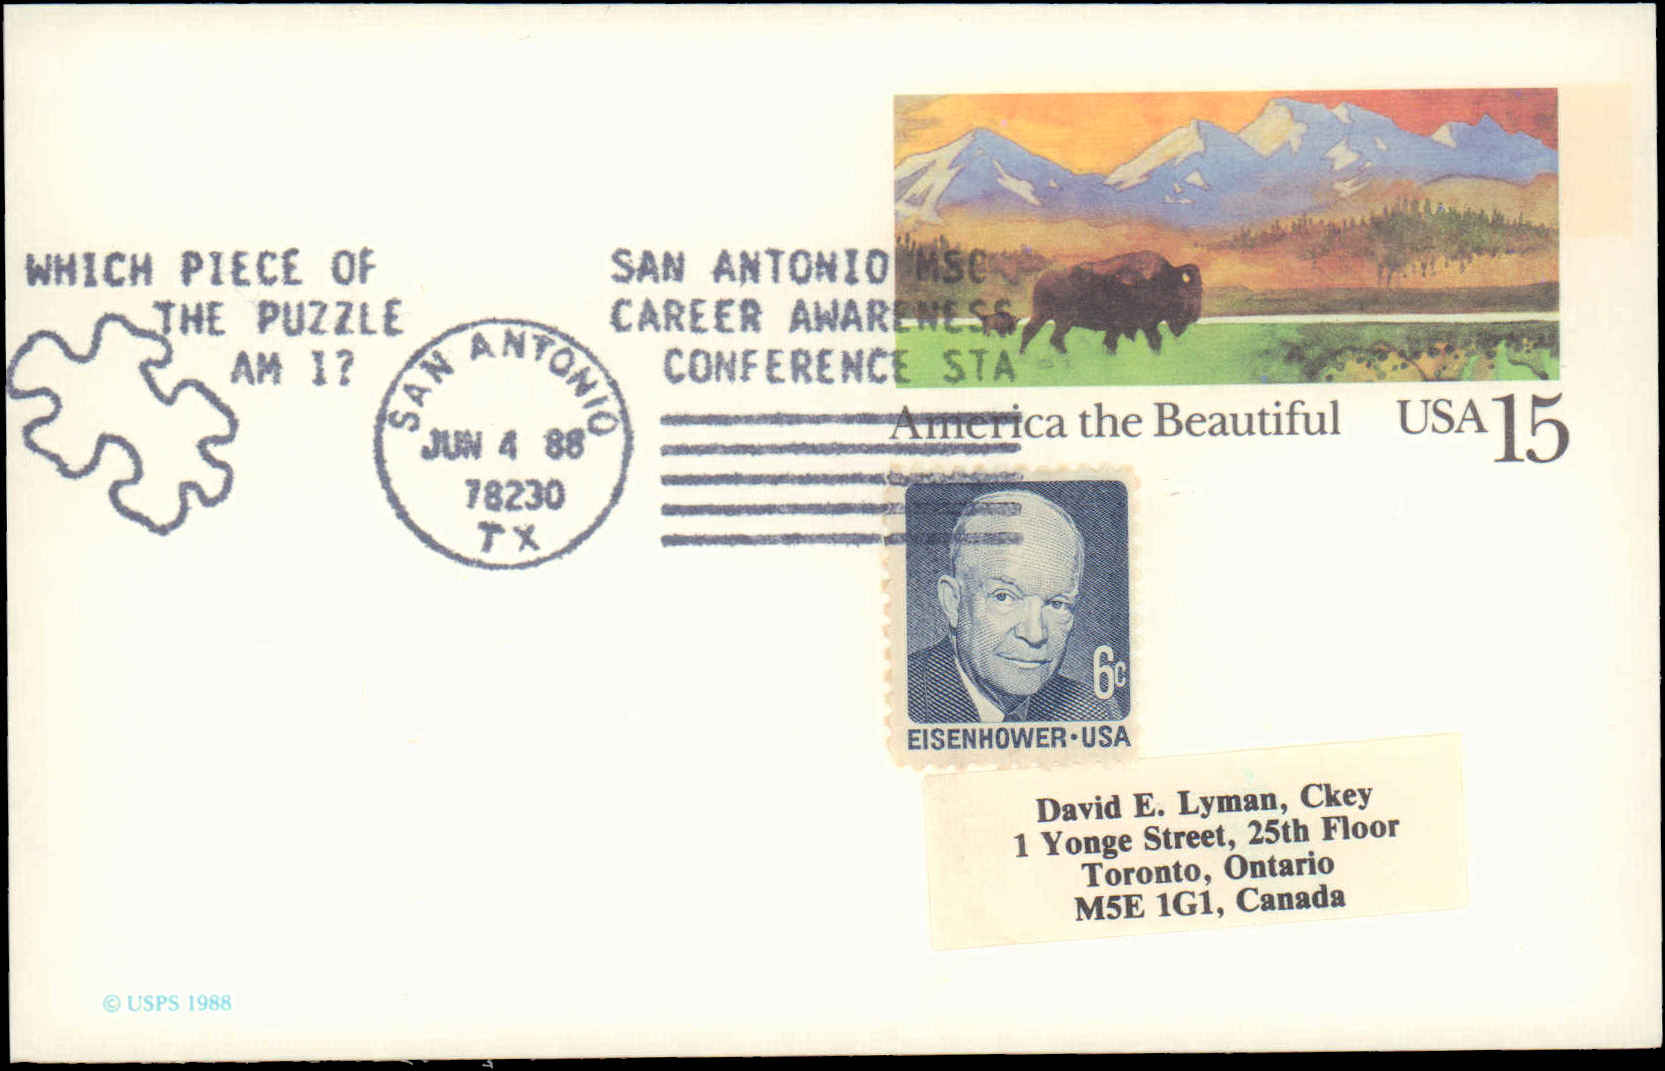 WHICH PIECE OF
THE PUZZLE
AM I?
SAN ANTONIO
JUN 4 88
78230
TX
SAN ANTONIO MSC
CAREER AWARENESS
CONFERENCE STA
America the Beautiful USA 15
6c
EISENHOWER·USA
David E. Lyman, Ckey
1 Yonge Street, 25th Floor
Toronto, Ontario
M5E 1G1, Canada
© USPS 1988